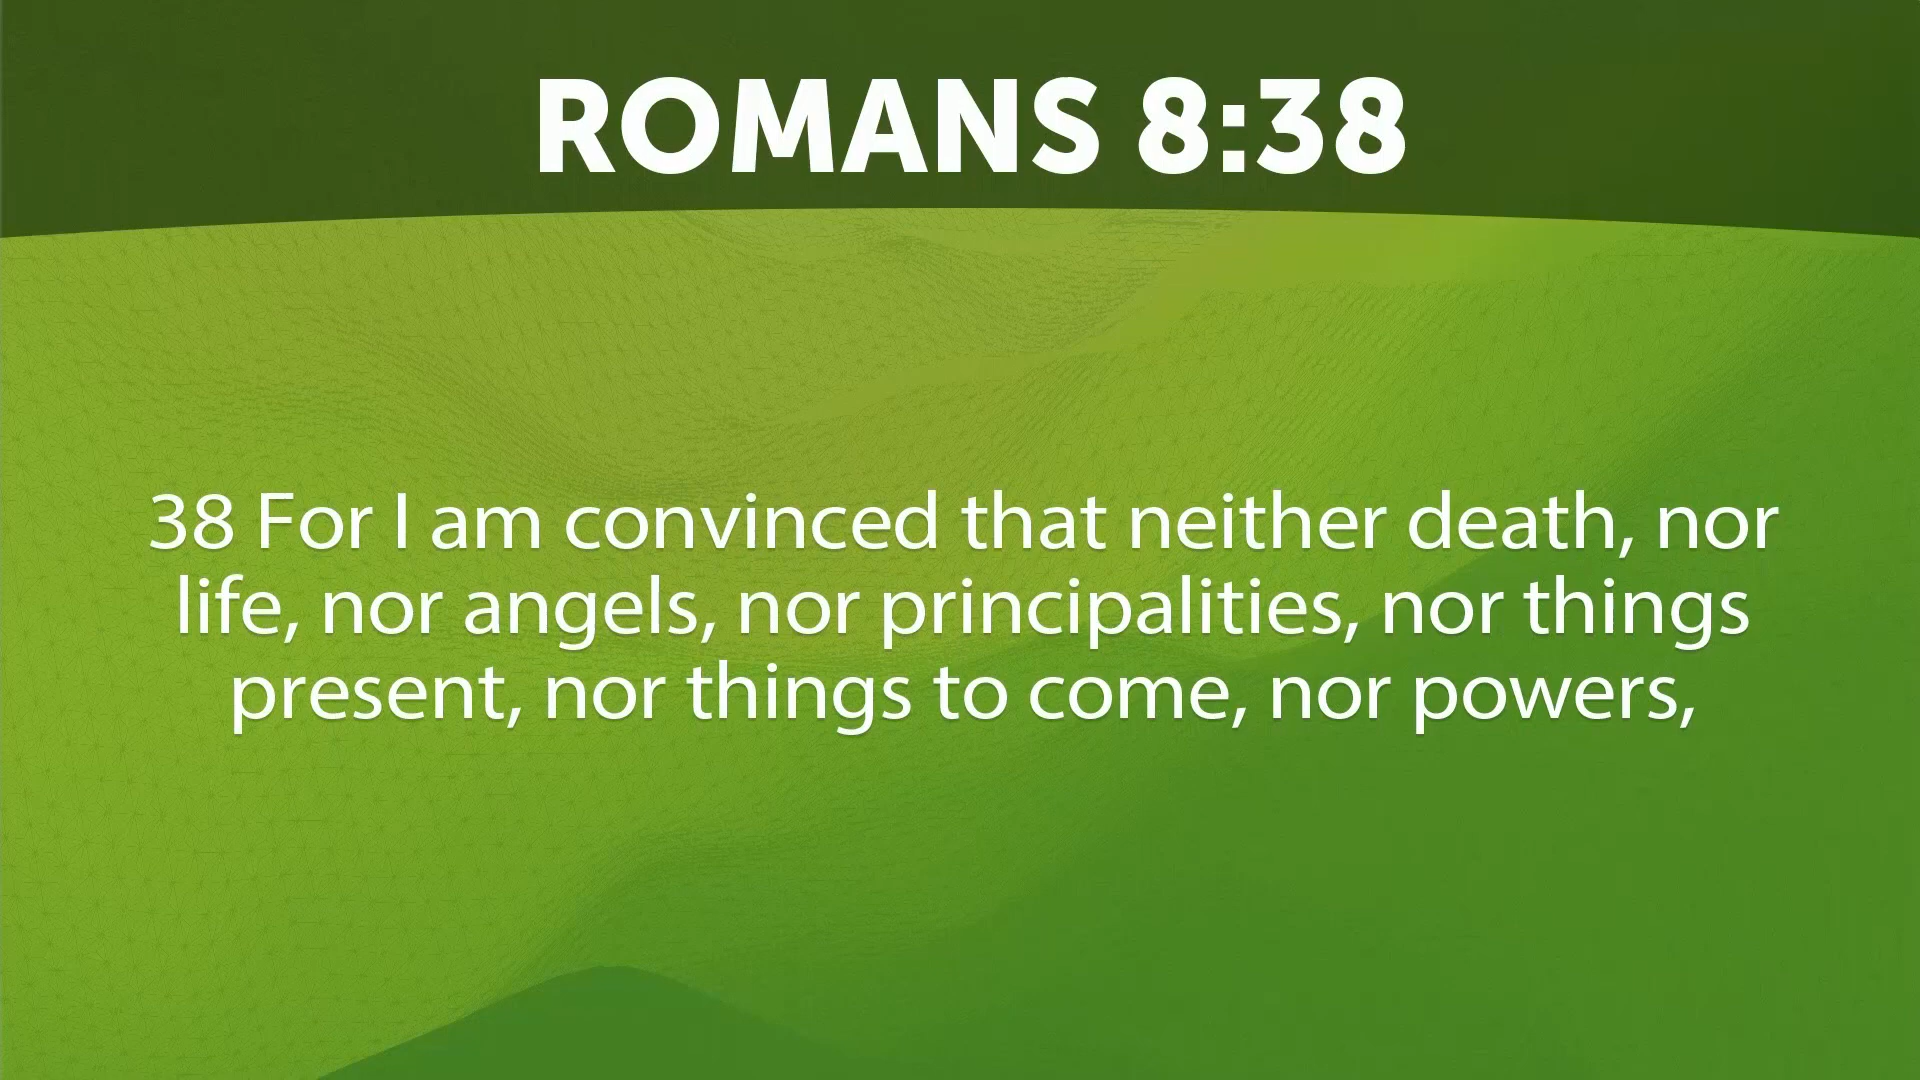 ROMANS 8:38
38 For I am convinced that neither death, nor
life, nor angels, nor principalities, nor things
present, nor things to come, nor powers,